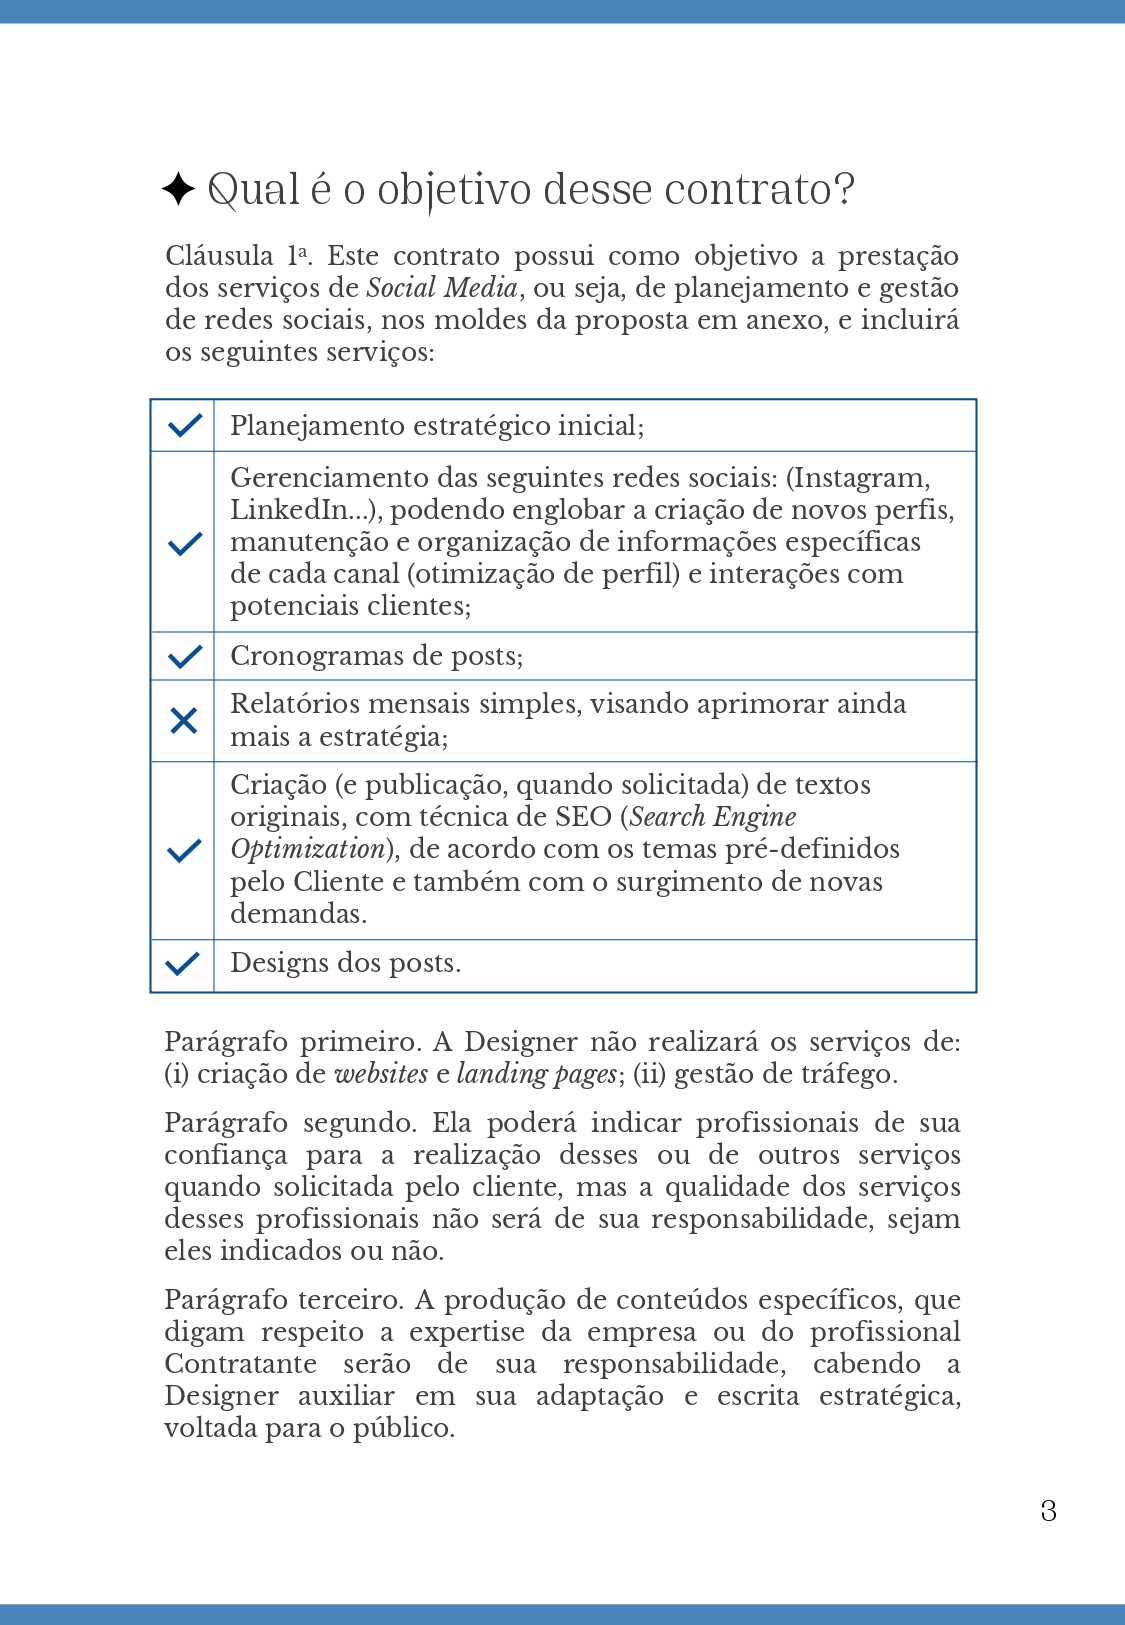 Qual é o objetivo desse contrato?
Cláusula 1ª. Este contrato possui como objetivo a prestação
dos serviços de Social Media, ou seja, de planejamento e gestão
de redes sociais, nos moldes da proposta em anexo, e incluirá
os seguintes serviços:
Planejamento estratégico inicial;
Gerenciamento das seguintes redes sociais: (Instagram,
LinkedIn...), podendo englobar a criação de novos perfis,
manutenção e organização de informações específicas
de cada canal (otimização de perfil) e interações com
potenciais clientes;
Cronogramas de posts;
Relatórios mensais simples, visando aprimorar ainda
mais a estratégia;
Criação (e publicação, quando solicitada) de textos
originais, com técnica de SEO (Search Engine
Optimization), de acordo com os temas pré-definidos
pelo Cliente e também com o surgimento de novas
demandas.
Designs dos posts.
Parágrafo primeiro. A Designer não realizará os serviços de:
(i) criação de websites e landing pages; (ii) gestão de tráfego.
Parágrafo segundo. Ela poderá indicar profissionais de sua
confiança para a realização desses ou de outros serviços
quando solicitada pelo cliente, mas a qualidade dos serviços
desses profissionais não será de sua responsabilidade, sejam
eles indicados ou não.
Parágrafo terceiro. A produção de conteúdos específicos, que
digam respeito a expertise da empresa ou do profissional
Contratante serão de sua responsabilidade, cabendo a
Designer auxiliar em sua adaptação e escrita estratégica,
voltada para o público.
3